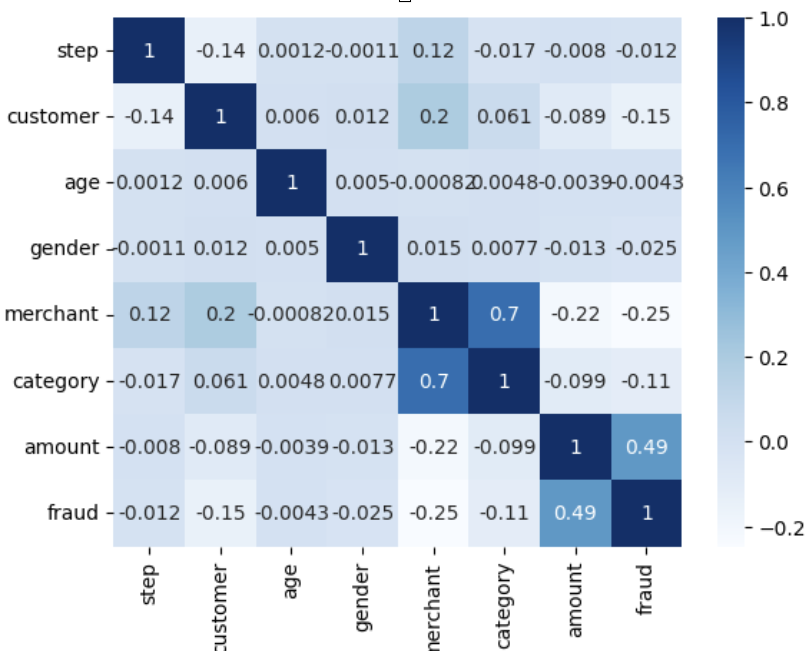 step 1 -0.14 0.0012 -0.0011 0.12 -0.017 -0.008 -0.012
customer -0.14 1 0.006 0.012 0.2 0.061 -0.089 -0.15
age 0.0012 0.006 1 0.005 -0.00082 0.0048 -0.0039 -0.0043
gender -0.0011 0.012 0.005 1 0.015 0.0077 -0.013 -0.025
merchant 0.12 0.2 -0.00082 0.015 1 0.7 -0.22 -0.25
category -0.017 0.061 0.0048 0.0077 0.7 1 -0.099 -0.11
amount -0.008 -0.089 -0.0039 -0.013 -0.22 -0.099 1 0.49
fraud -0.012 -0.15 -0.0043 -0.025 -0.25 -0.11 0.49 1
step customer age gender merchant category amount fraud
1.0
0.8
0.6
0.4
0.2
0.0
−0.2